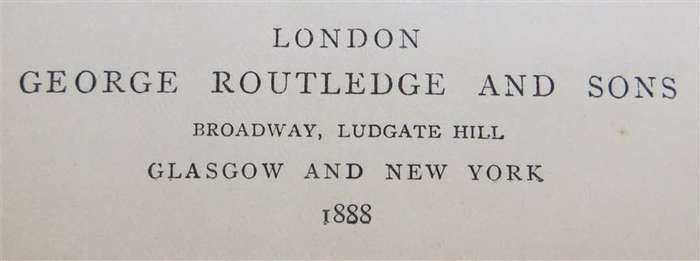 LONDON
GEORGE ROUTLEDGE AND SONS
BROADWAY, LUDGATE HILL
GLASGOW AND NEW YORK
1888